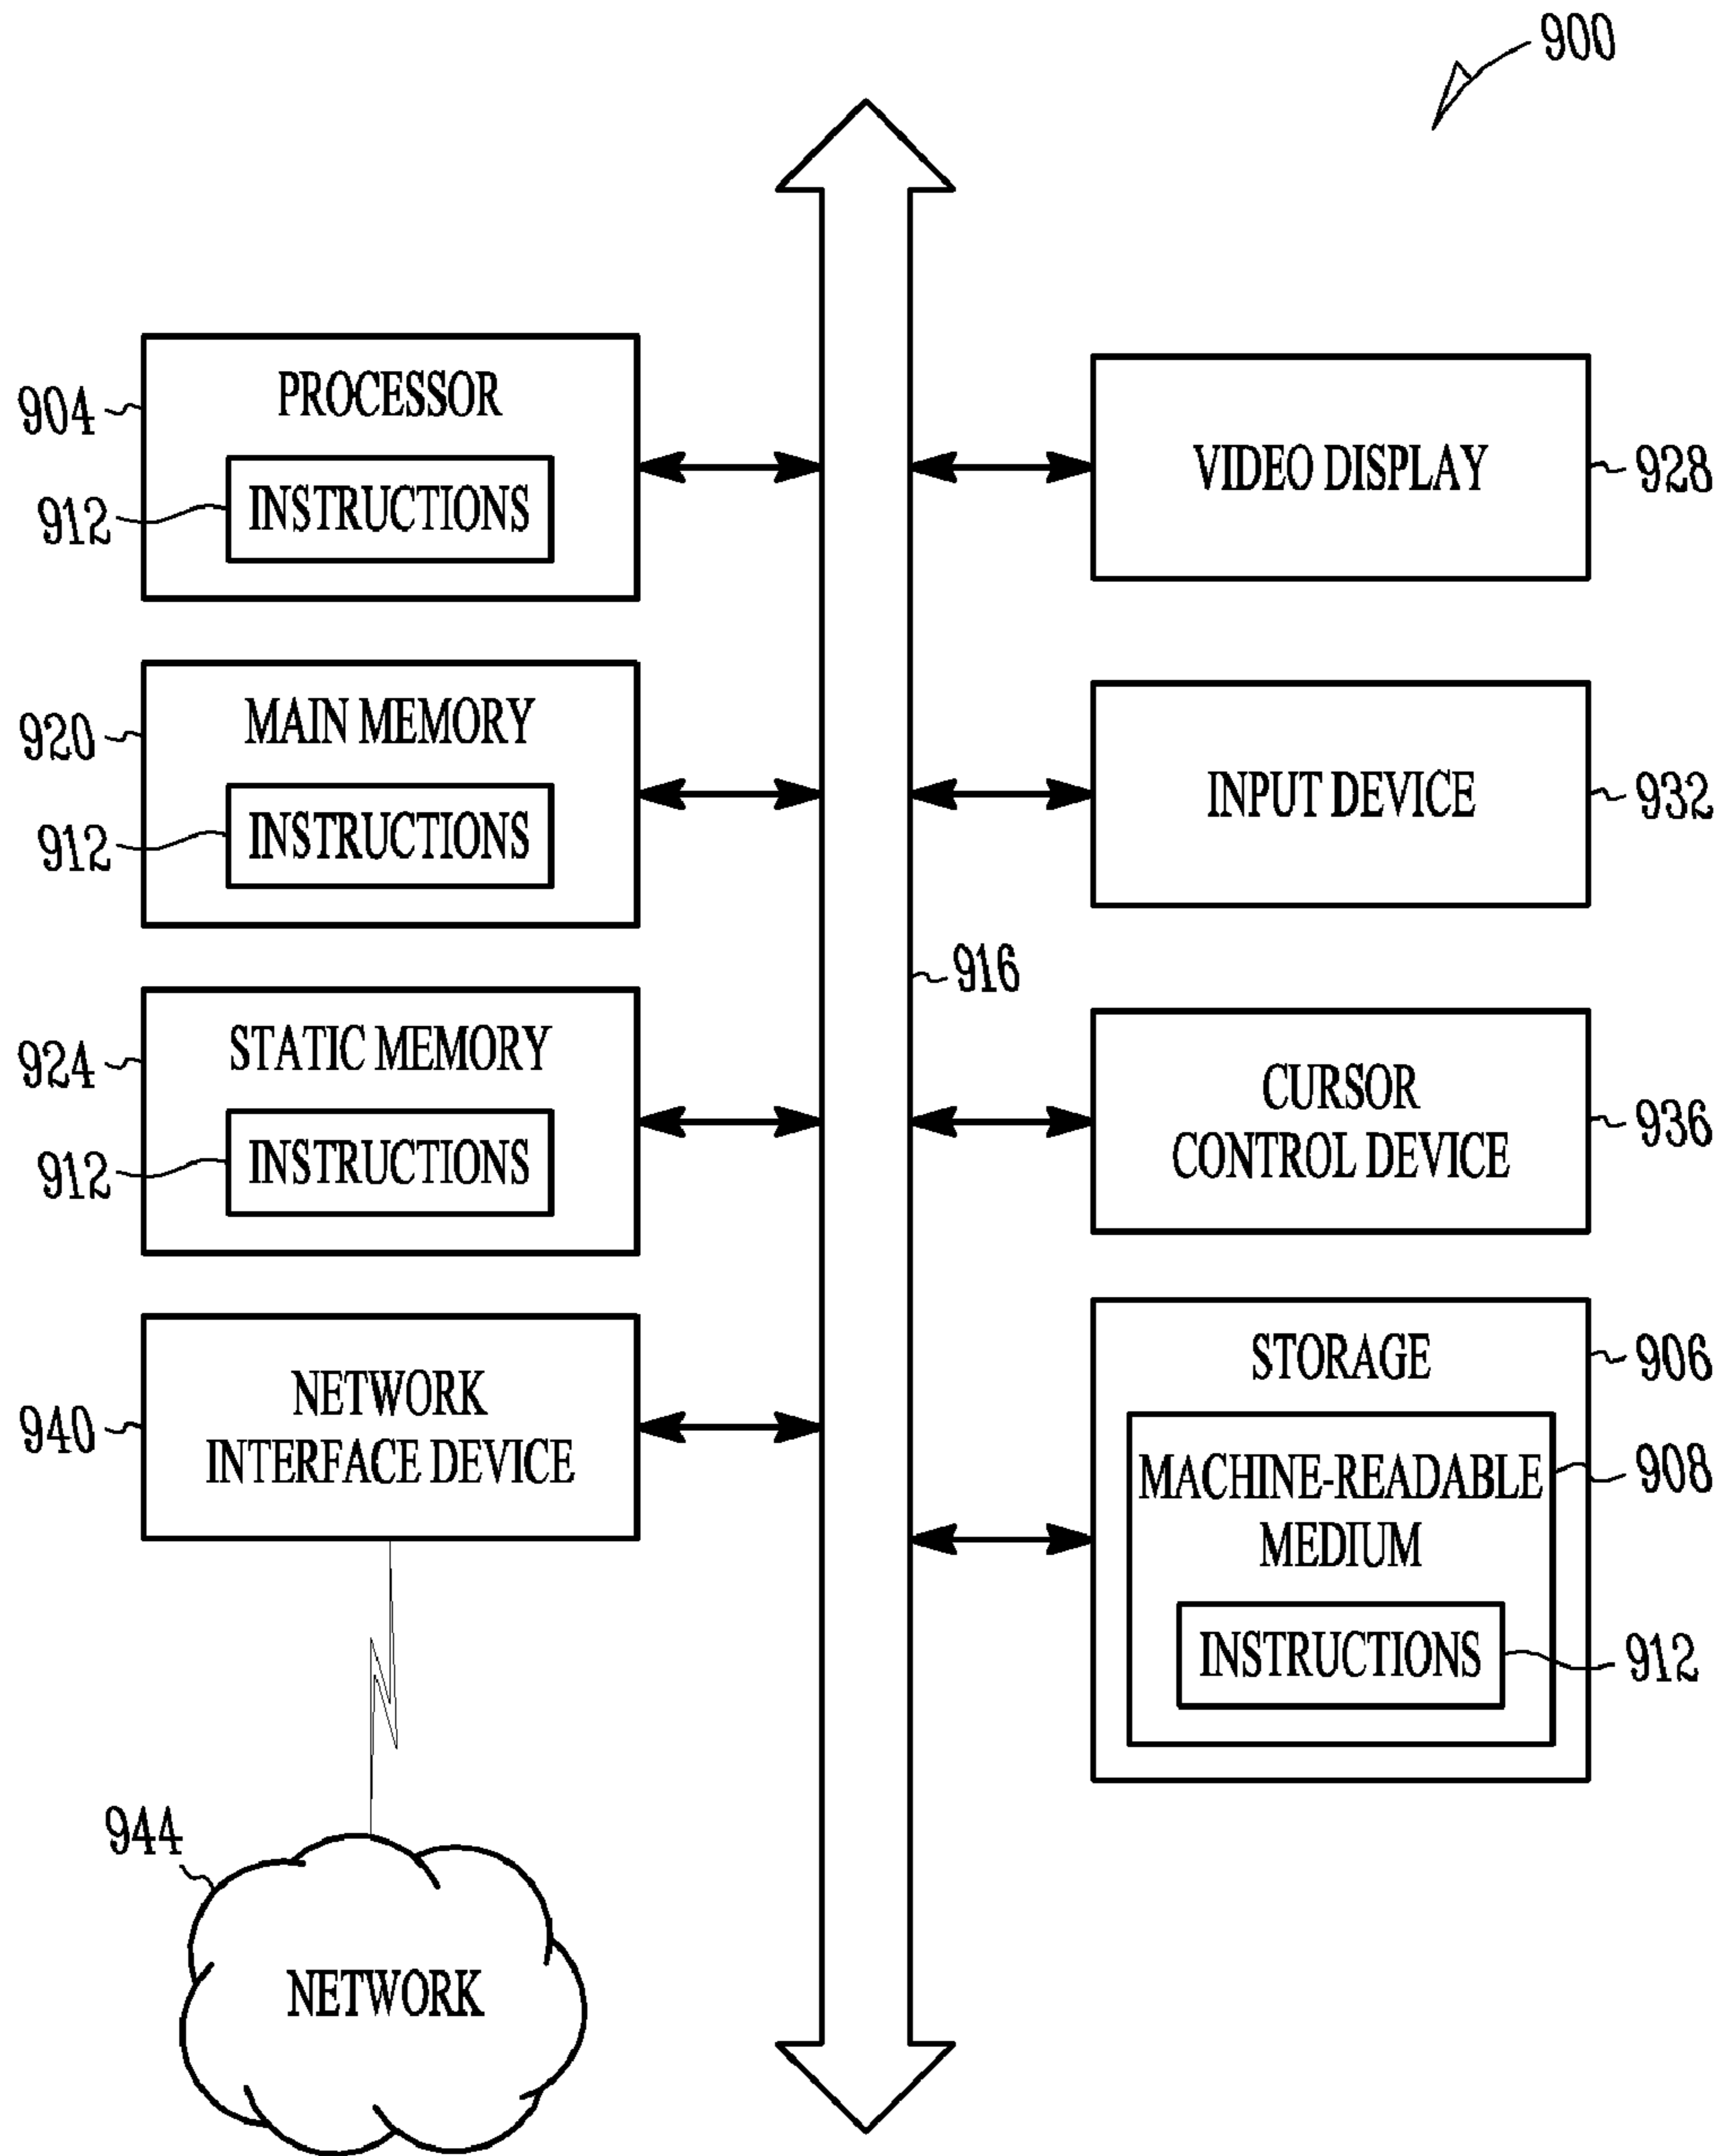 900
904
PROCESSOR
912
INSTRUCTIONS
920
MAIN MEMORY
912
INSTRUCTIONS
924
STATIC MEMORY
912
INSTRUCTIONS
940
NETWORK
INTERFACE DEVICE
944
NETWORK
916
VIDEO DISPLAY
928
INPUT DEVICE
932
CURSOR
CONTROL DEVICE
936
STORAGE
906
MACHINE-READABLE
MEDIUM
908
INSTRUCTIONS
912